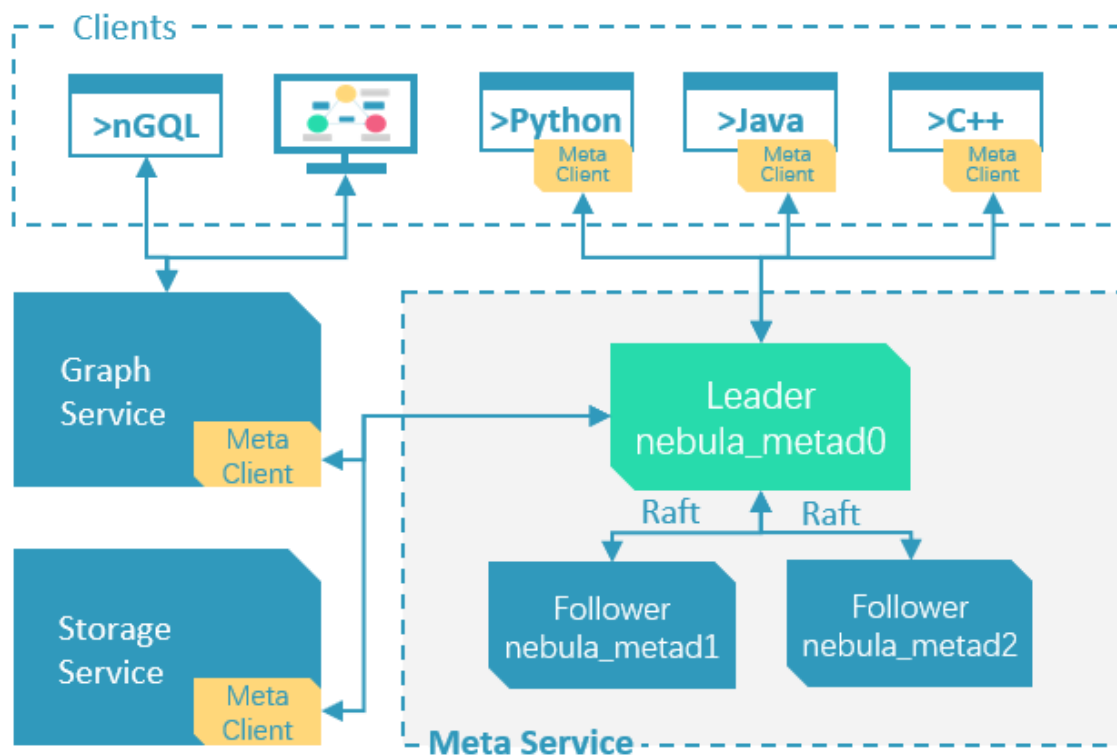 Clients
>nGQL
>Python
Meta
Client
>Java
Meta
Client
>C++
Meta
Client
Graph
Service
Meta
Client
Storage
Service
Meta
Client
Leader
nebula_metad0
Raft
Raft
Follower
nebula_metad1
Follower
nebula_metad2
Meta Service